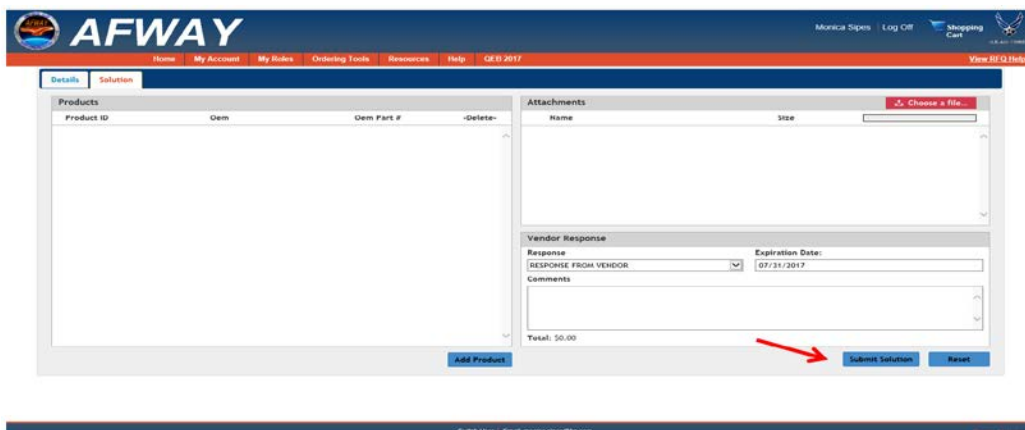 AFWAY
Monica Sipes Log Off Shopping Cart
Home My Account My Roles Ordering Tools Resources Help QEB 2017 View RFQ Help
Details Solution
Products
Product ID Oem Oem Part # -Delete-
Add Product
Attachments Choose a file...
Name Size
Vendor Response
Response Expiration Date:
RESPONSE FROM VENDOR 07/31/2017
Comments
Total: $0.00
Submit Solution Reset